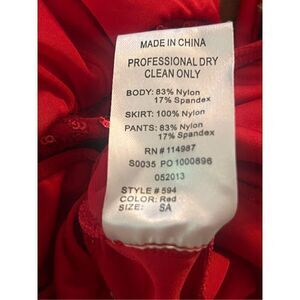 MADE IN CHINA
PROFESSIONAL DRY
CLEAN ONLY
BODY: 83% Nylon
17% Spandex
SKIRT: 100% Nylon
PANTS: 83% Nylon
17% Spandex
RN # 114987
S0035 PO 1000896
052013
STYLE # 594
COLOR: Red
SIZE: SA